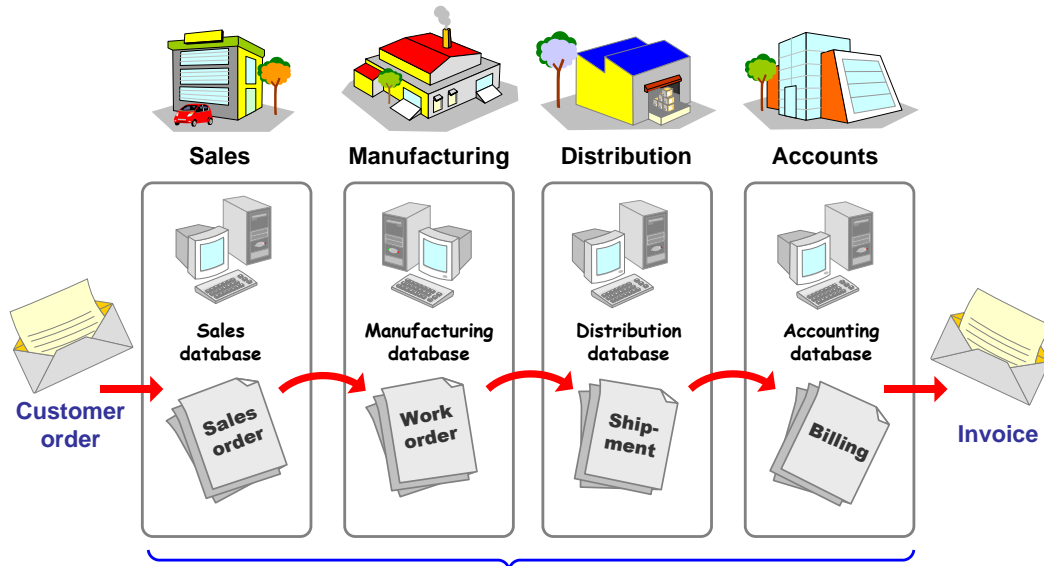 Sales
Manufacturing
Distribution
Accounts
Sales
database
Manufacturing
database
Distribution
database
Accounting
database
Customer
order
Sales
order
Work
order
Ship-
ment
Billing
Invoice